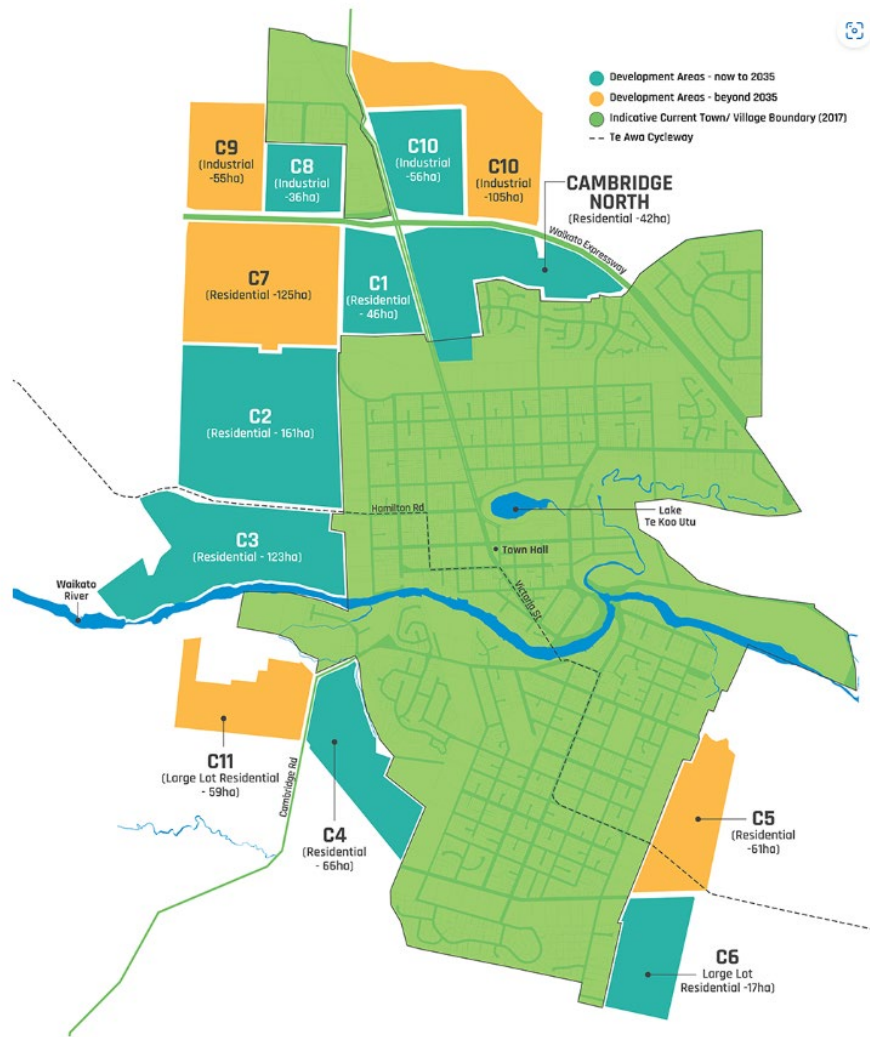 Development Areas - now to 2035
Development Areas - beyond 2035
Indicative Current Town/ Village Boundary (2017)
Te Awa Cycleway
C9
(Industrial
-55ha)
C8
(Industrial
-36ha)
C10
(Industrial
-56ha)
C10
(Industrial
-105ha)
CAMBRIDGE
NORTH
(Residential -42ha)
Waikato Expressway
C7
(Residential -125ha)
C1
(Residential
- 46ha)
C2
(Residential - 161ha)
Hamilton Rd
Lake
Te Koo Utu
Town Hall
C3
(Residential - 123ha)
Waikato
River
Victoria St
C11
(Large Lot Residential
- 59ha)
Cambridge Rd
C4
(Residential
- 66ha)
C5
(Residential
-61ha)
C6
Large Lot
Residential -17ha)